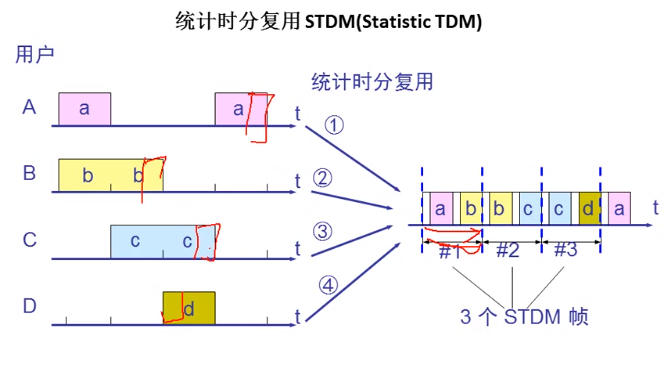 统计时分复用 STDM(Statistic TDM)
用户
统计时分复用
A a a t
①
B b b t
②
a b b c c d a t
C c c t
③
#1 #2 #3
④
D d t
3 个 STDM 帧